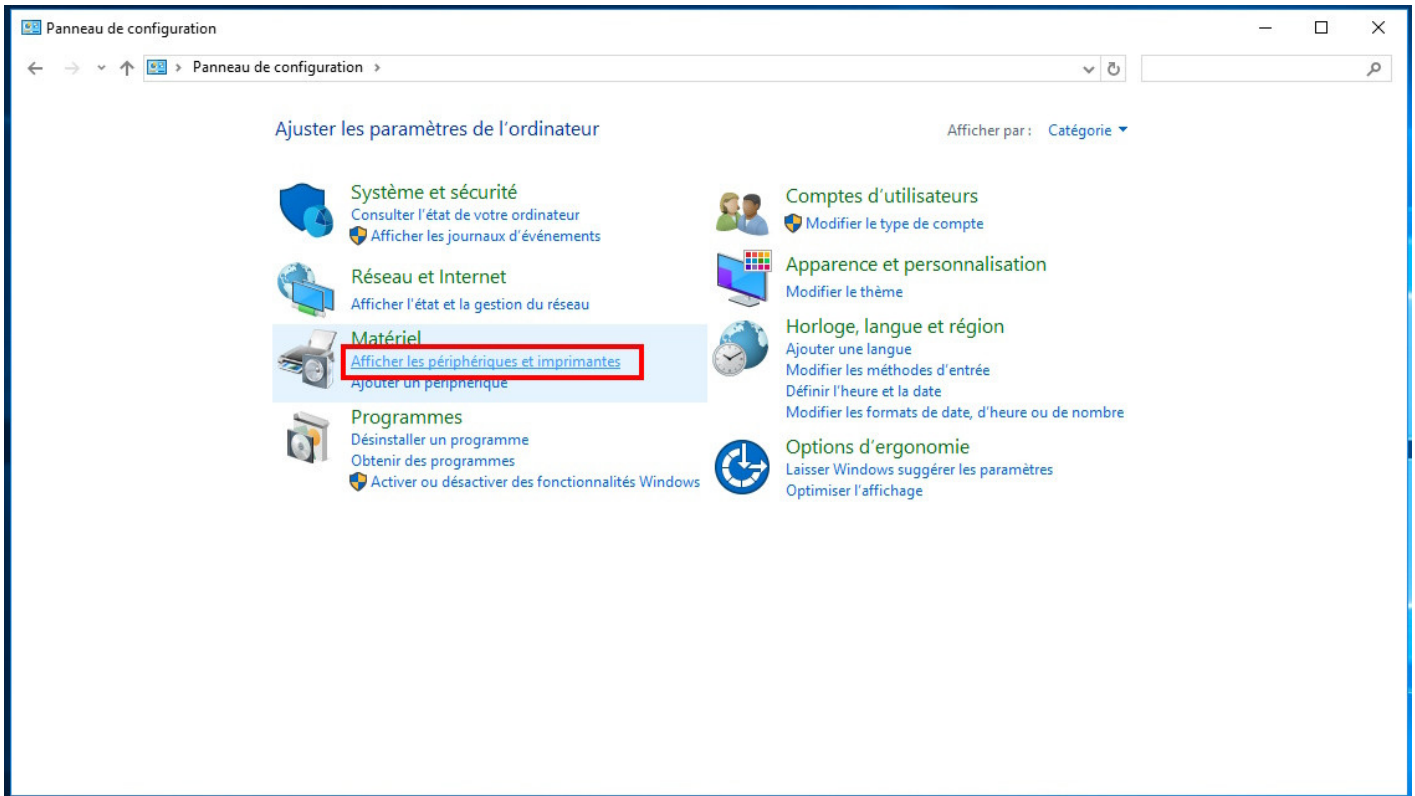 Panneau de configuration
Panneau de configuration
Ajuster les paramètres de l'ordinateur
Afficher par : Catégorie
Système et sécurité
Consulter l'état de votre ordinateur
Afficher les journaux d'événements
Réseau et Internet
Afficher l'état et la gestion du réseau
Matériel
Afficher les périphériques et imprimantes
Ajouter un périphérique
Programmes
Désinstaller un programme
Obtenir des programmes
Activer ou désactiver des fonctionnalités Windows
Comptes d'utilisateurs
Modifier le type de compte
Apparence et personnalisation
Modifier le thème
Horloge, langue et région
Ajouter une langue
Modifier les méthodes d'entrée
Définir l'heure et la date
Modifier les formats de date, d'heure ou de nombre
Options d'ergonomie
Laisser Windows suggérer les paramètres
Optimiser l'affichage